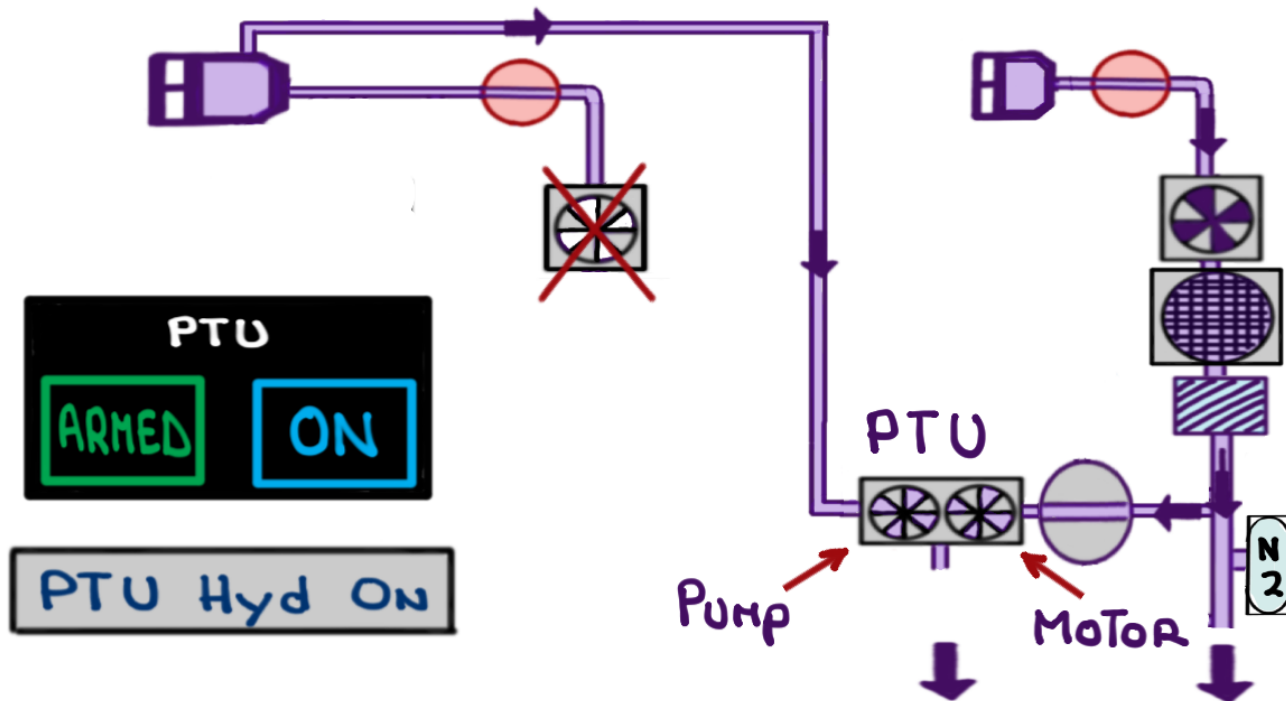 PTU
ARMED ON
PTU Hyd ON
PTU
PUMP
MOTOR
N
2